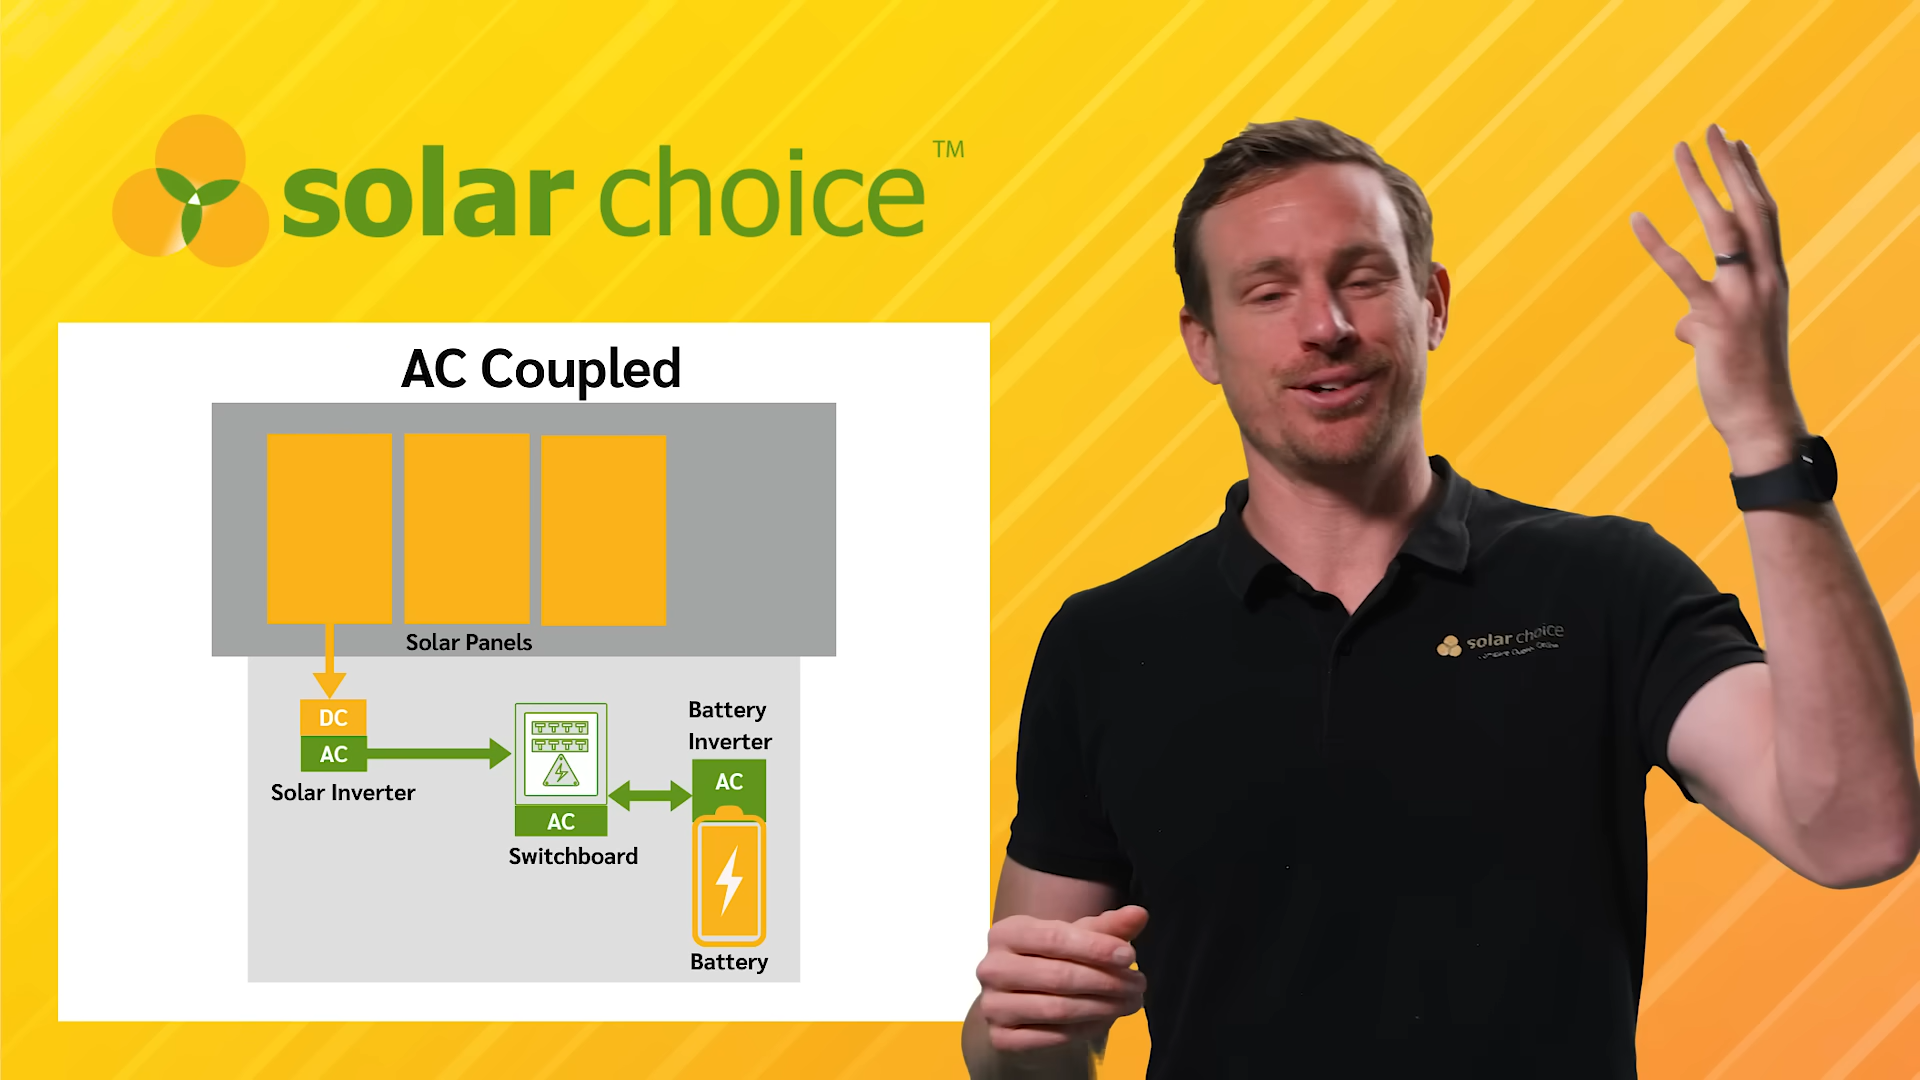 solar choice
TM
AC Coupled
Solar Panels
DC
AC
Solar Inverter
AC
Switchboard
Battery
Inverter
AC
Battery
solar choice